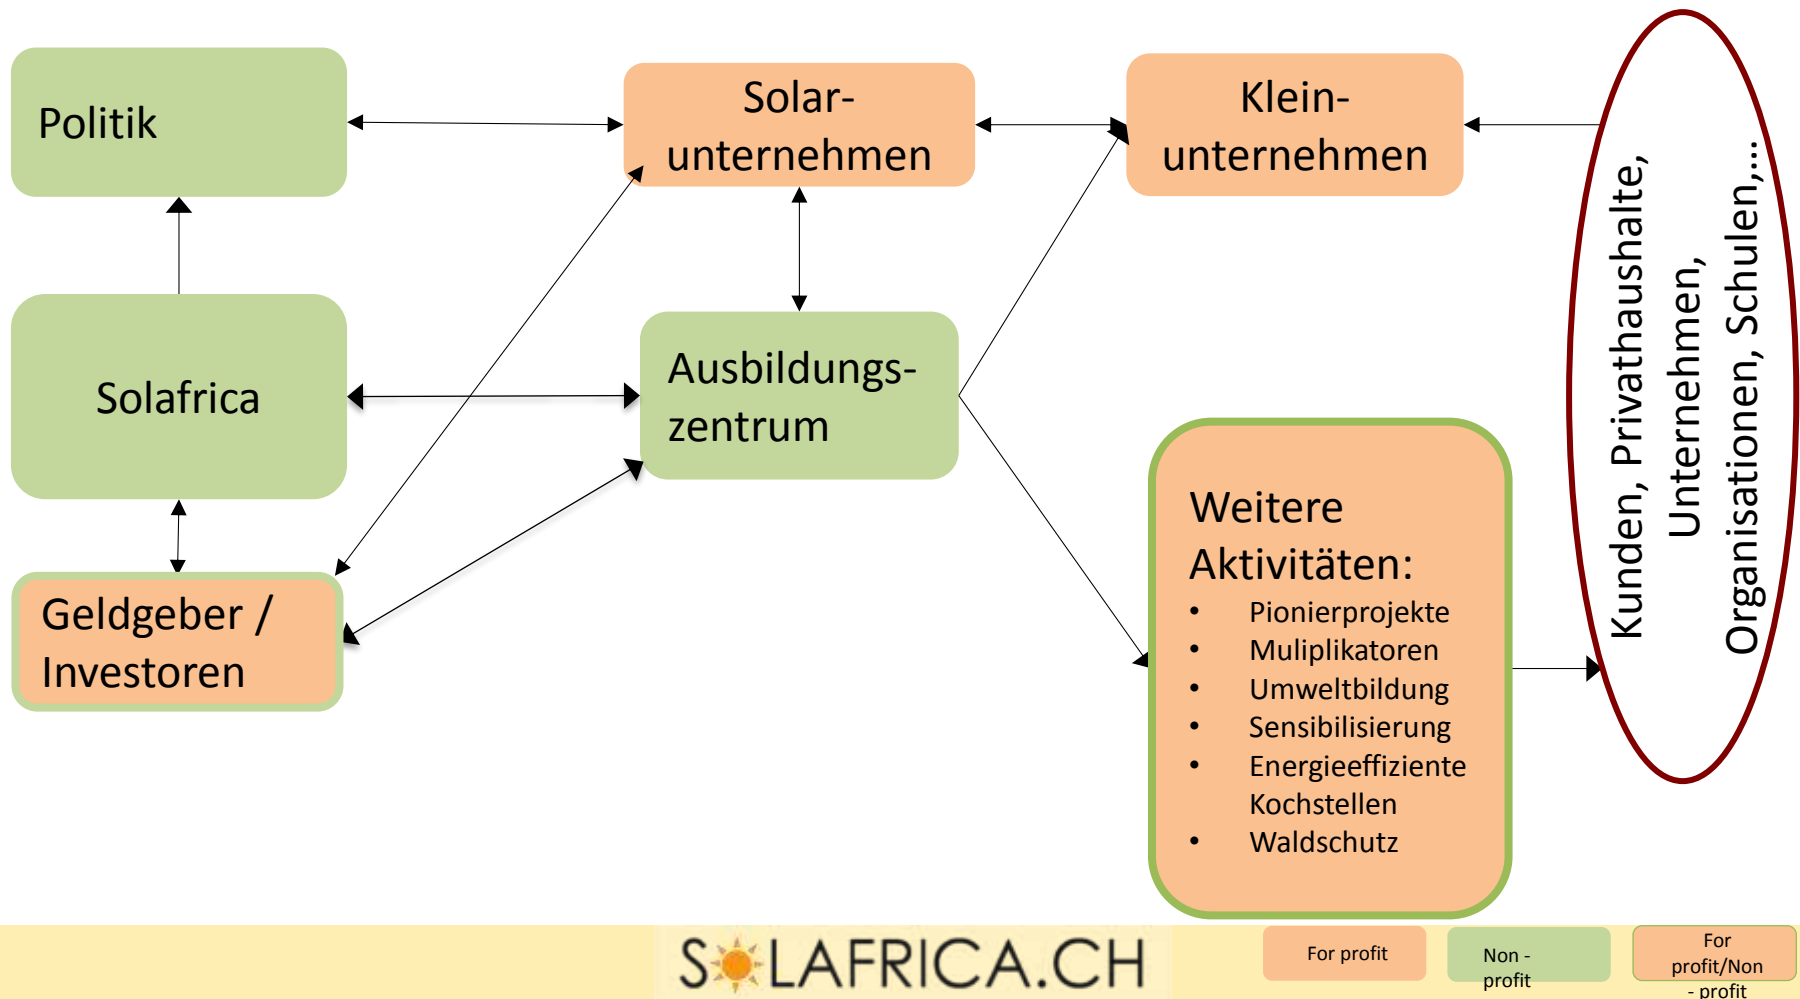 Politik
Solar-
unternehmen
Klein-
unternehmen
Kunden, Privathaushalte,
Unternehmen,
Organisationen, Schulen,...
Solafrica
Ausbildungs-
zentrum
Geldgeber /
Investoren
Weitere
Aktivitäten:
• Pionierprojekte
• Muliplikatoren
• Umweltbildung
• Sensibilisierung
• Energieeffiziente
Kochstellen
• Waldschutz
SOLAFRICA.CH
For profit
Non -
profit
For
profit/Non
- profit